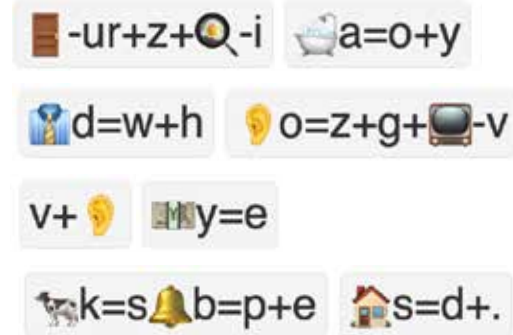 🚪-ur+z+🔍-i 🛁a=o+y
👔d=w+h 👂o=z+g+📺-v
v+👂 💵y=e
🐄k=s🔔b=p+e 🏠s=d+.